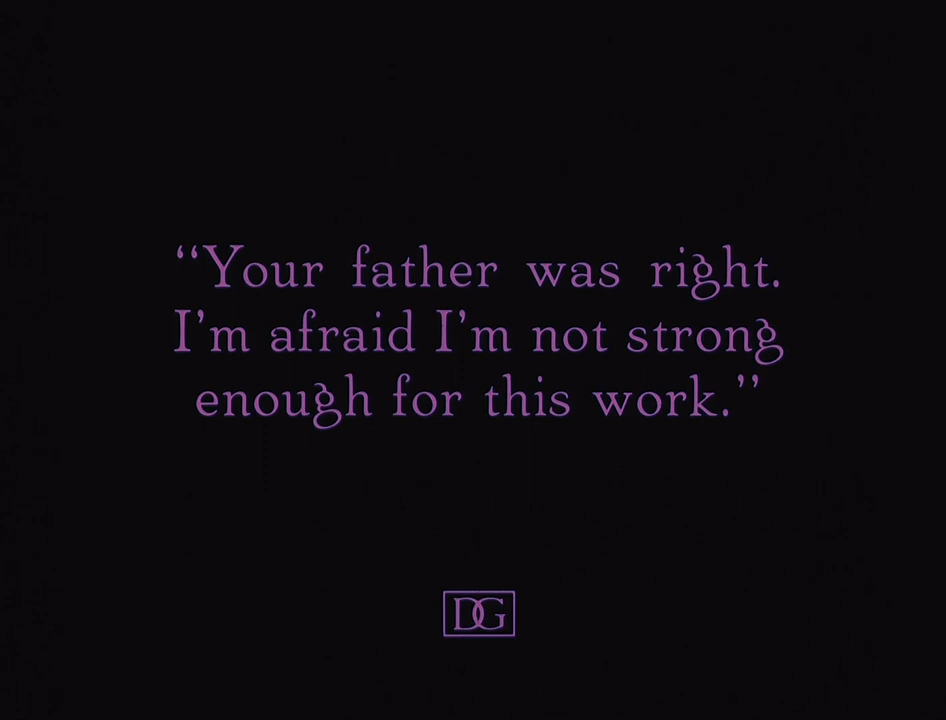 “Your father was right.
I’m afraid I’m not strong
enough for this work.”
DG